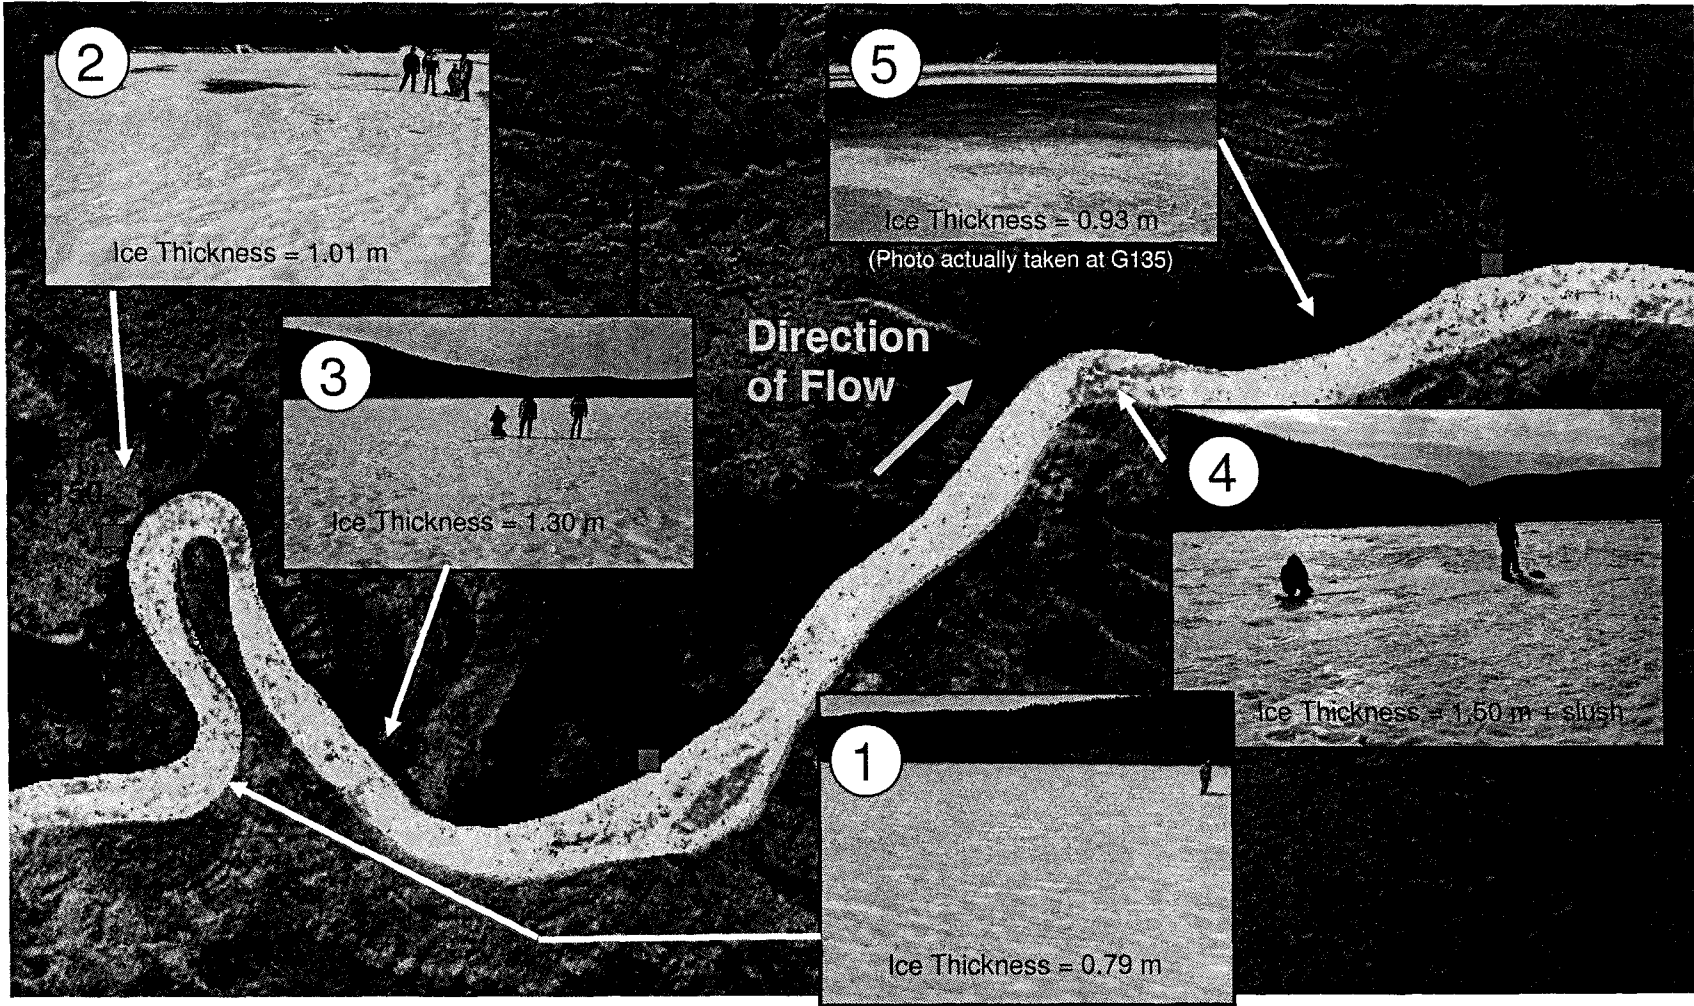 2
Ice Thickness = 1.01 m
5
Ice Thickness = 0.93 m
(Photo actually taken at G135)
3
Ice Thickness = 1.30 m
Direction
of Flow
4
Ice Thickness = 1.50 m + slush
1
Ice Thickness = 0.79 m